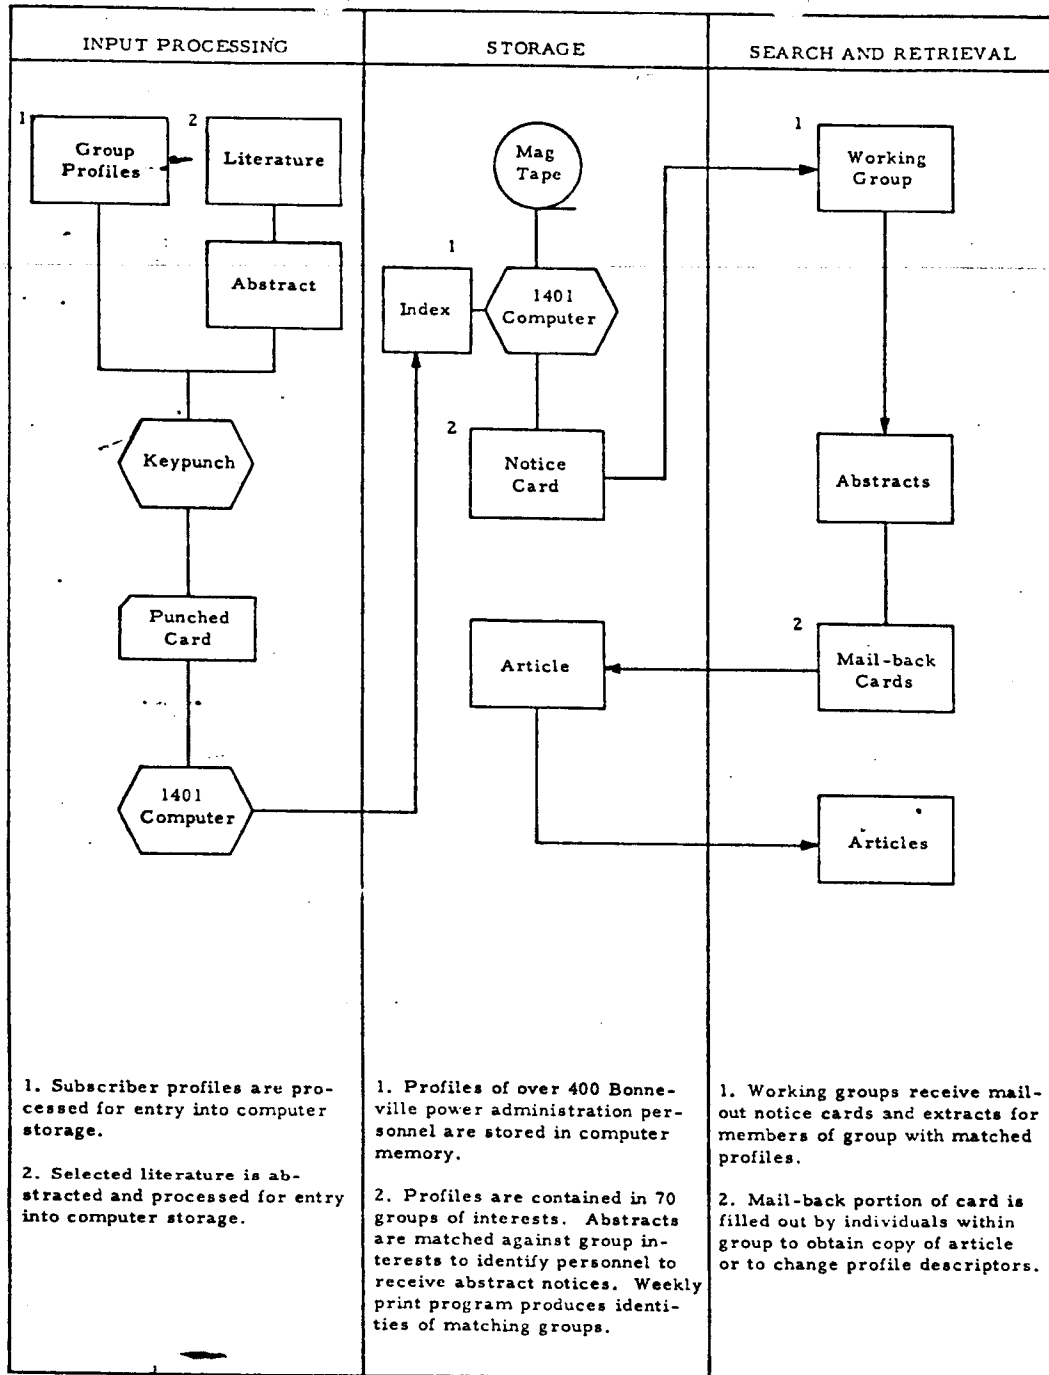 INPUT PROCESSING
STORAGE
SEARCH AND RETRIEVAL
1
Group
Profiles
2
Literature
Abstract
Keypunch
Punched
Card
1401
Computer
Mag
Tape
1
Index
1401
Computer
2
Notice
Card
Article
1
Working
Group
Abstracts
2
Mail-back
Cards
Articles
1. Subscriber profiles are pro-
cessed for entry into computer
storage.
2. Selected literature is ab-
stracted and processed for entry
into computer storage.
1. Profiles of over 400 Bonne-
ville power administration per-
sonnel are stored in computer
memory.
2. Profiles are contained in 70
groups of interests. Abstracts
are matched against group in-
terests to identify personnel to
receive abstract notices. Weekly
print program produces identi-
ties of matching groups.
1. Working groups receive mail-
out notice cards and extracts for
members of group with matched
profiles.
2. Mail-back portion of card is
filled out by individuals within
group to obtain copy of article
or to change profile descriptors.